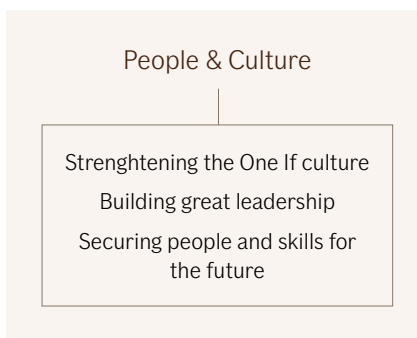 People & Culture
Strenghtening the One If culture
Building great leadership
Securing people and skills for
the future